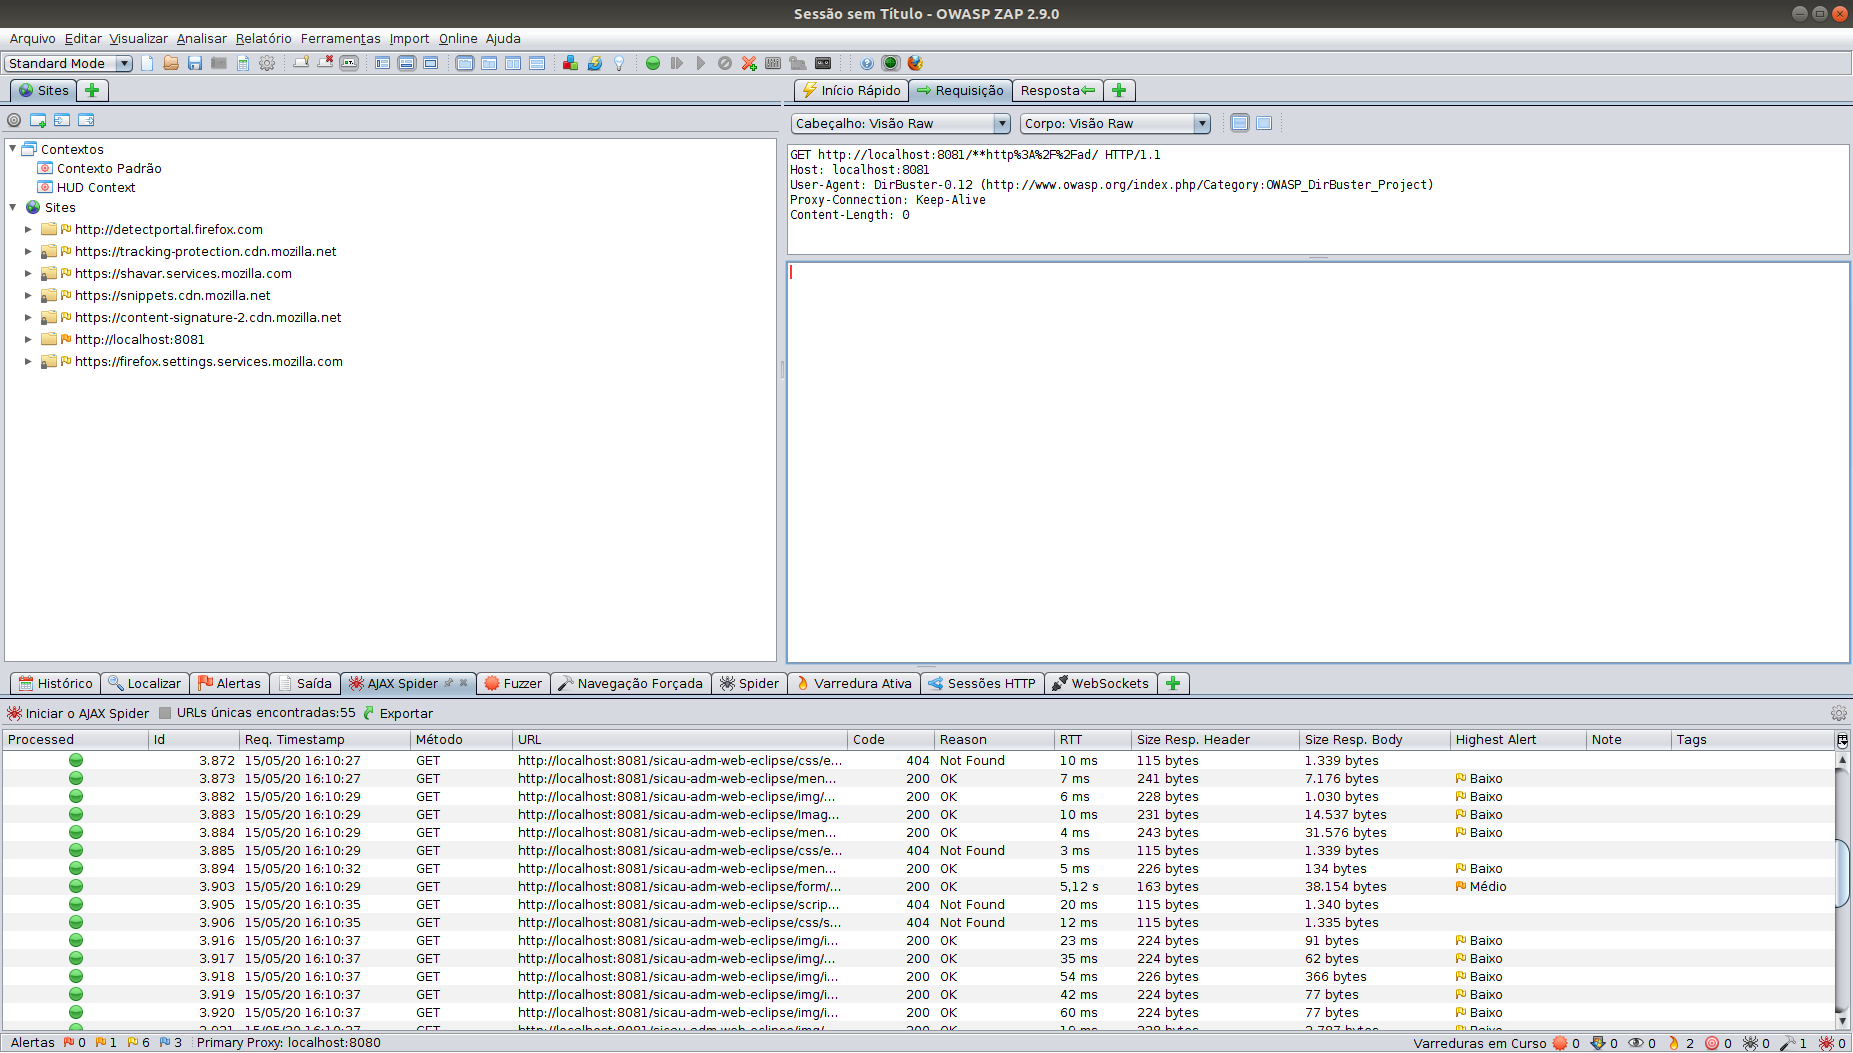 Sessão sem Título - OWASP ZAP 2.9.0
Arquivo Editar Visualizar Analisar Relatório Ferramentas Import Online Ajuda
Standard Mode
Sites
Início Rápido Requisição Resposta
Cabeçalho: Visão Raw Corpo: Visão Raw
Contextos
Contexto Padrão
HUD Context
Sites
http://detectportal.firefox.com
https://tracking-protection.cdn.mozilla.net
https://shavar.services.mozilla.com
https://snippets.cdn.mozilla.net
https://content-signature-2.cdn.mozilla.net
http://localhost:8081
https://firefox.settings.services.mozilla.com
GET http://localhost:8081/**http%3A%2F%2Fad/ HTTP/1.1
Host: localhost:8081
User-Agent: DirBuster-0.12 (http://www.owasp.org/index.php/Category:OWASP_DirBuster_Project)
Proxy-Connection: Keep-Alive
Content-Length: 0
Histórico Localizar Alertas Saída AJAX Spider Fuzzer Navegação Forçada Spider Varredura Ativa Sessões HTTP WebSockets
Iniciar o AJAX Spider URLs únicas encontradas:55 Exportar
Processed Id Req. Timestamp Método URL Code Reason RTT Size Resp. Header Size Resp. Body Highest Alert Note Tags
3.872 15/05/20 16:10:27 GET http://localhost:8081/sicau-adm-web-eclipse/css/e... 404 Not Found 10 ms 115 bytes 1.339 bytes
3.873 15/05/20 16:10:27 GET http://localhost:8081/sicau-adm-web-eclipse/men... 200 OK 7 ms 241 bytes 7.176 bytes Baixo
3.882 15/05/20 16:10:29 GET http://localhost:8081/sicau-adm-web-eclipse/img/... 200 OK 6 ms 228 bytes 1.030 bytes Baixo
3.883 15/05/20 16:10:29 GET http://localhost:8081/sicau-adm-web-eclipse/Imag... 200 OK 10 ms 231 bytes 14.537 bytes Baixo
3.884 15/05/20 16:10:29 GET http://localhost:8081/sicau-adm-web-eclipse/men... 200 OK 4 ms 243 bytes 31.576 bytes Baixo
3.885 15/05/20 16:10:29 GET http://localhost:8081/sicau-adm-web-eclipse/css/e... 404 Not Found 3 ms 115 bytes 1.339 bytes
3.894 15/05/20 16:10:32 GET http://localhost:8081/sicau-adm-web-eclipse/men... 200 OK 5 ms 226 bytes 134 bytes Baixo
3.903 15/05/20 16:10:29 GET http://localhost:8081/sicau-adm-web-eclipse/form/... 200 OK 5,12 s 163 bytes 38.154 bytes Médio
3.905 15/05/20 16:10:35 GET http://localhost:8081/sicau-adm-web-eclipse/scrip... 404 Not Found 20 ms 115 bytes 1.340 bytes
3.906 15/05/20 16:10:35 GET http://localhost:8081/sicau-adm-web-eclipse/css/s... 404 Not Found 12 ms 115 bytes 1.335 bytes
3.916 15/05/20 16:10:37 GET http://localhost:8081/sicau-adm-web-eclipse/img/i... 200 OK 23 ms 224 bytes 91 bytes Baixo
3.917 15/05/20 16:10:37 GET http://localhost:8081/sicau-adm-web-eclipse/img/... 200 OK 35 ms 224 bytes 62 bytes Baixo
3.918 15/05/20 16:10:37 GET http://localhost:8081/sicau-adm-web-eclipse/img/i... 200 OK 54 ms 226 bytes 366 bytes Baixo
3.919 15/05/20 16:10:37 GET http://localhost:8081/sicau-adm-web-eclipse/img/i... 200 OK 42 ms 224 bytes 77 bytes Baixo
3.920 15/05/20 16:10:37 GET http://localhost:8081/sicau-adm-web-eclipse/img/i... 200 OK 60 ms 224 bytes 77 bytes Baixo
3.921 15/05/20 16:10:37 GET http://localhost:8081/sicau-adm-web-eclipse/img/ 200 OK 19 ms 228 bytes 2.787 bytes Baixo
Alertas 0 1 6 3 Primary Proxy: localhost:8080 Varreduras em Curso 0 0 0 2 0 0 1 0